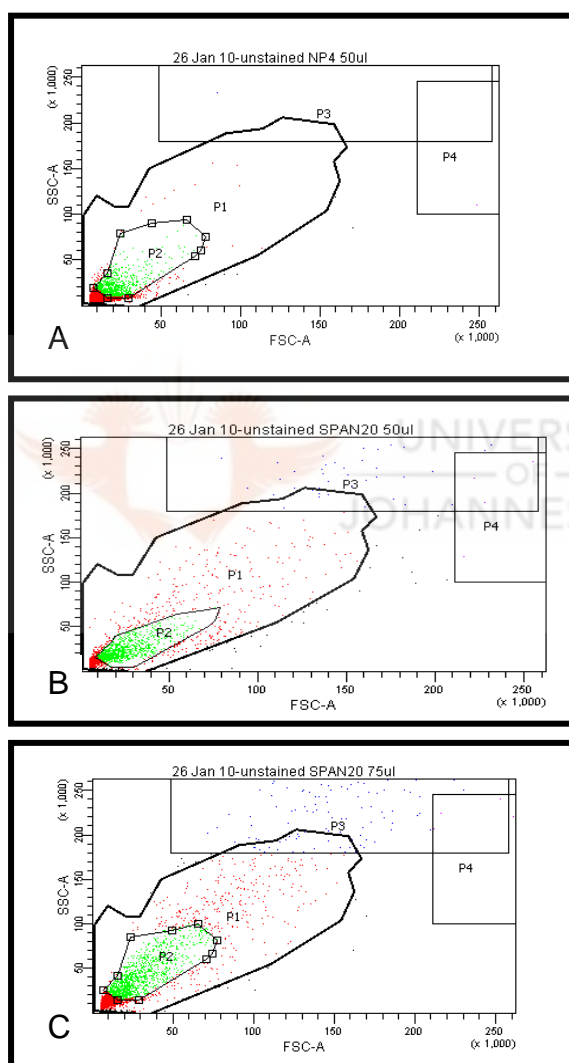 26 Jan 10-unstained NP4 50ul
(x 1,000)
250
200
150
100
50
SSC-A
P3
P4
P1
P2
A
50 100 150 200 250
FSC-A
(x 1,000)
26 Jan 10-unstained SPAN20 50ul
(x 1,000)
250
200
150
100
50
SSC-A
P3
P4
P1
P2
B
50 100 150 200 250
FSC-A
(x 1,000)
UNIVERS
OF
JOHANNES
26 Jan 10-unstained SPAN20 75ul
(x 1,000)
250
200
150
100
50
SSC-A
P3
P4
P1
P2
C
50 100 150 200 250
FSC-A
(x 1,000)